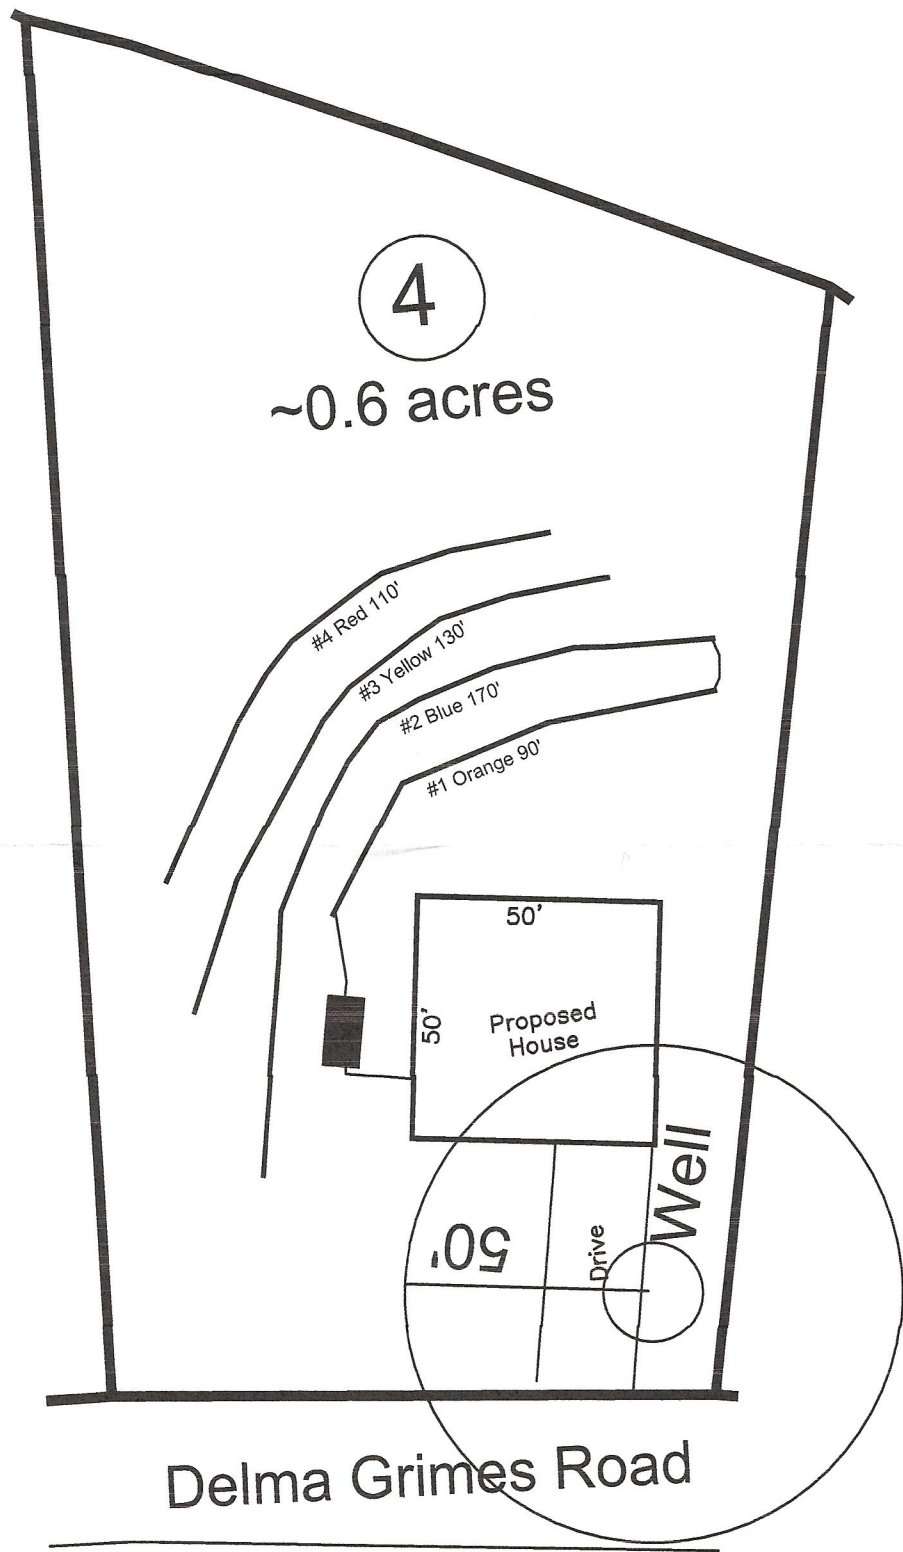 4
~0.6 acres
#4 Red 110'
#3 Yellow 130'
#2 Blue 170'
#1 Orange 90'
50'
50'
Proposed
House
Well
50'
Drive
Delma Grimes Road